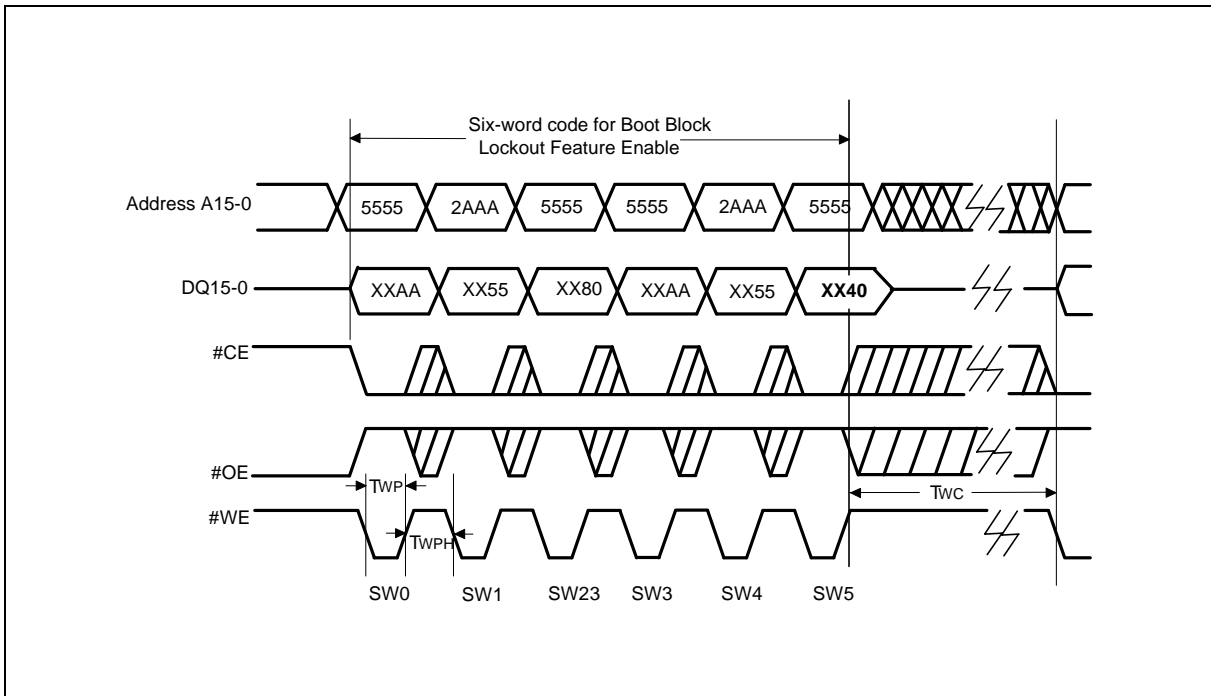 Six-word code for Boot Block
Lockout Feature Enable
Address A15-0
5555 2AAA 5555 5555 2AAA 5555
DQ15-0
XXAA XX55 XX80 XXAA XX55 XX40
#CE
#OE
TWP
TWC
#WE
TWPH
SW0 SW1 SW23 SW3 SW4 SW5